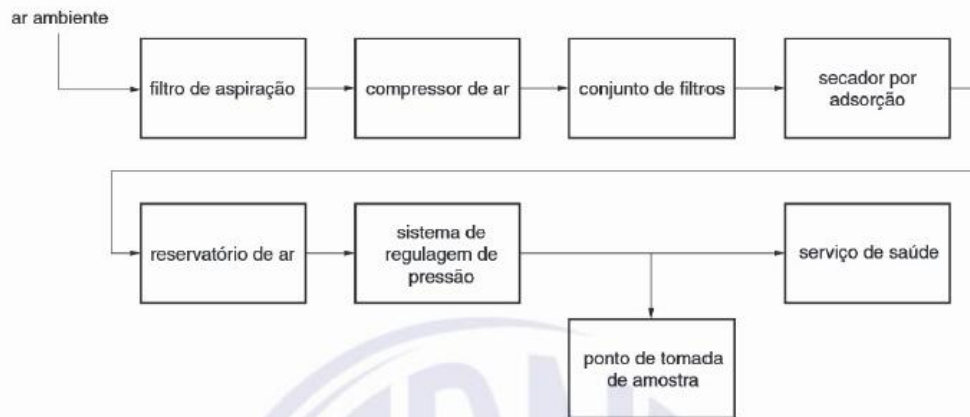 ar ambiente
filtro de aspiração
compressor de ar
conjunto de filtros
secador por
adsorção
reservatório de ar
sistema de
regulagem de
pressão
serviço de saúde
ponto de tomada
de amostra